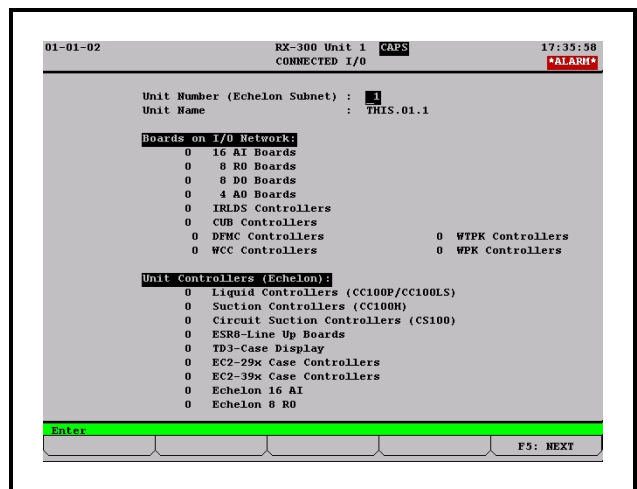 01-01-02 RX-300 Unit 1 CAPS 17:35:58
CONNECTED I/O *ALARM*
Unit Number (Echelon Subnet) : 1
Unit Name : THIS.01.1
Boards on I/O Network:
0 16 AI Boards
0 8 RO Boards
0 8 DO Boards
0 4 AO Boards
0 IRLDS Controllers
0 CUB Controllers
0 DFMC Controllers 0 WTPK Controllers
0 WCC Controllers 0 WPK Controllers
Unit Controllers (Echelon):
0 Liquid Controllers (CC100P/CC100LS)
0 Suction Controllers (CC100H)
0 Circuit Suction Controllers (CS100)
0 ESR8-Line Up Boards
0 TD3-Case Display
0 EC2-29x Case Controllers
0 EC2-39x Case Controllers
0 Echelon 16 AI
0 Echelon 8 RO
Enter
F5: NEXT